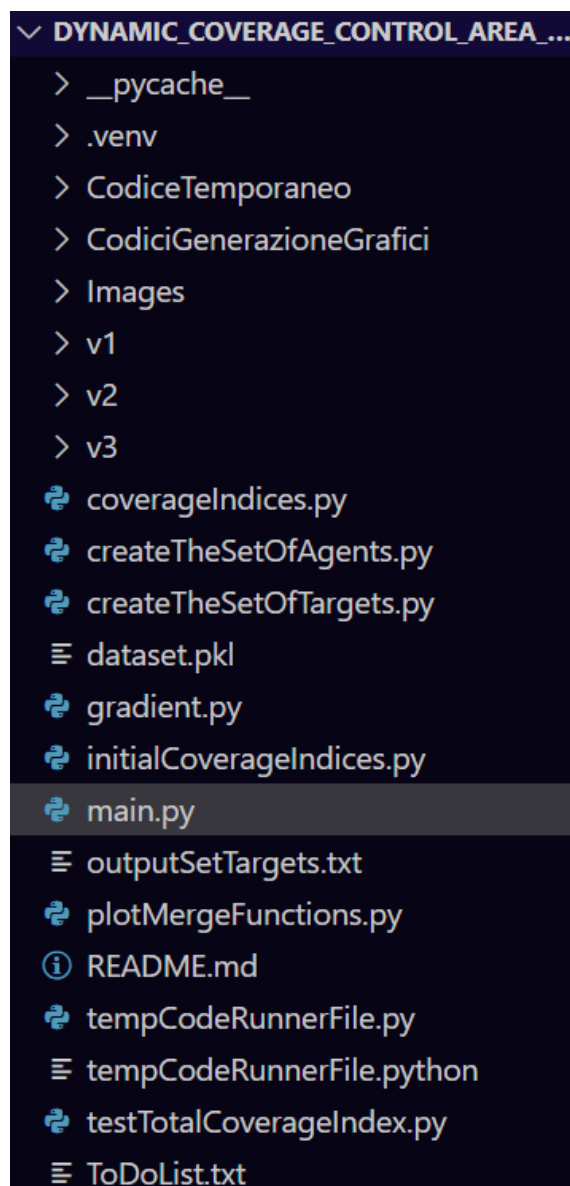 DYNAMIC_COVERAGE_CONTROL_AREA_...
__pycache__
.venv
CodiceTemporaneo
CodiciGenerazioneGrafici
Images
v1
v2
v3
coverageIndices.py
createTheSetOfAgents.py
createTheSetOfTargets.py
dataset.pkl
gradient.py
initialCoverageIndices.py
main.py
outputSetTargets.txt
plotMergeFunctions.py
README.md
tempCodeRunnerFile.py
tempCodeRunnerFile.python
testTotalCoverageIndex.py
ToDoList.txt